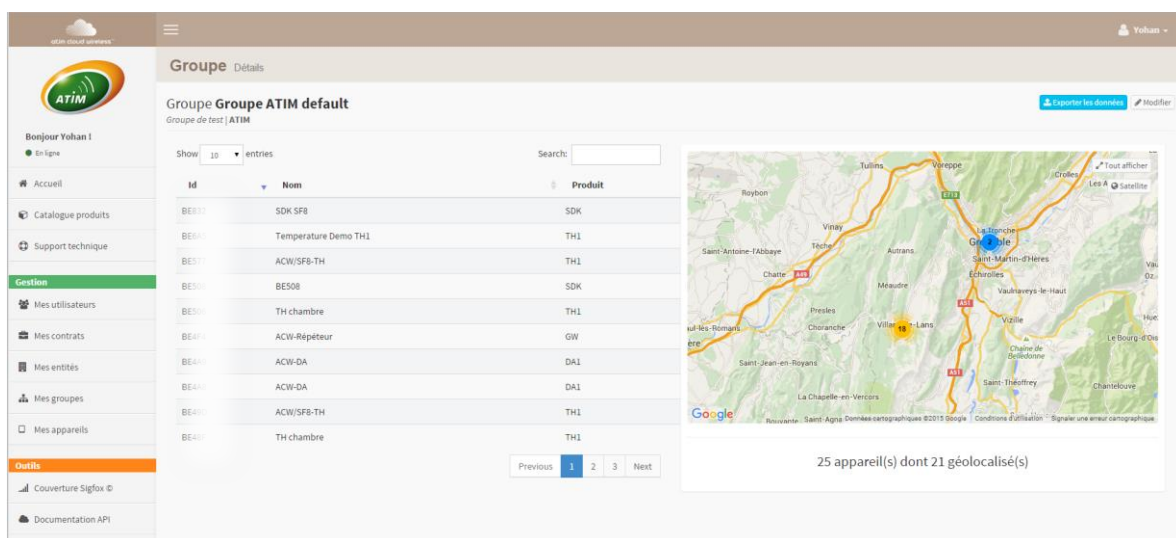 atim cloud wireless
Yohan
ATIM
Bonjour Yohan !
En ligne
Accueil
Catalogue produits
Support technique
Gestion
Mes utilisateurs
Mes contrats
Mes entités
Mes groupes
Mes appareils
Outils
Couverture Sigfox ©
Documentation API
Groupe Détails
Groupe Groupe ATIM default
Groupe de test | ATIM
Exporter les données
Modifier
Show 10 entries
Search:
Id Nom Produit
SDK SF8 SDK
Temperature Demo TH1 TH1
ACW/SF8-TH TH1
BE508 SDK
TH chambre TH1
ACW-Répéteur GW
ACW-DA DA1
ACW-DA DA1
ACW/SF8-TH TH1
TH chambre TH1
Previous 1 2 3 Next
Tout afficher
Satellite
Tullins
Voreppe
Crolles
Roybon
E713
Vinay
La Tronche
2
Saint-Antoine-l'Abbaye
Autrans
Saint-Martin-d'Hères
Chatte
A49
Échirolles
Méaudre
Vaulnaveys-le-Haut
A51
Presles
Choranche
18
Vizille
Le Bourg-d'Ois
Chaîne de
Belledonne
Saint-Jean-en-Royans
A51
Saint-Théoffrey
Chantelouve
La Chapelle-en-Vercors
Google
Données cartographiques ©2015 Google
Conditions d'utilisation
Signaler une erreur cartographique
25 appareil(s) dont 21 géolocalisé(s)